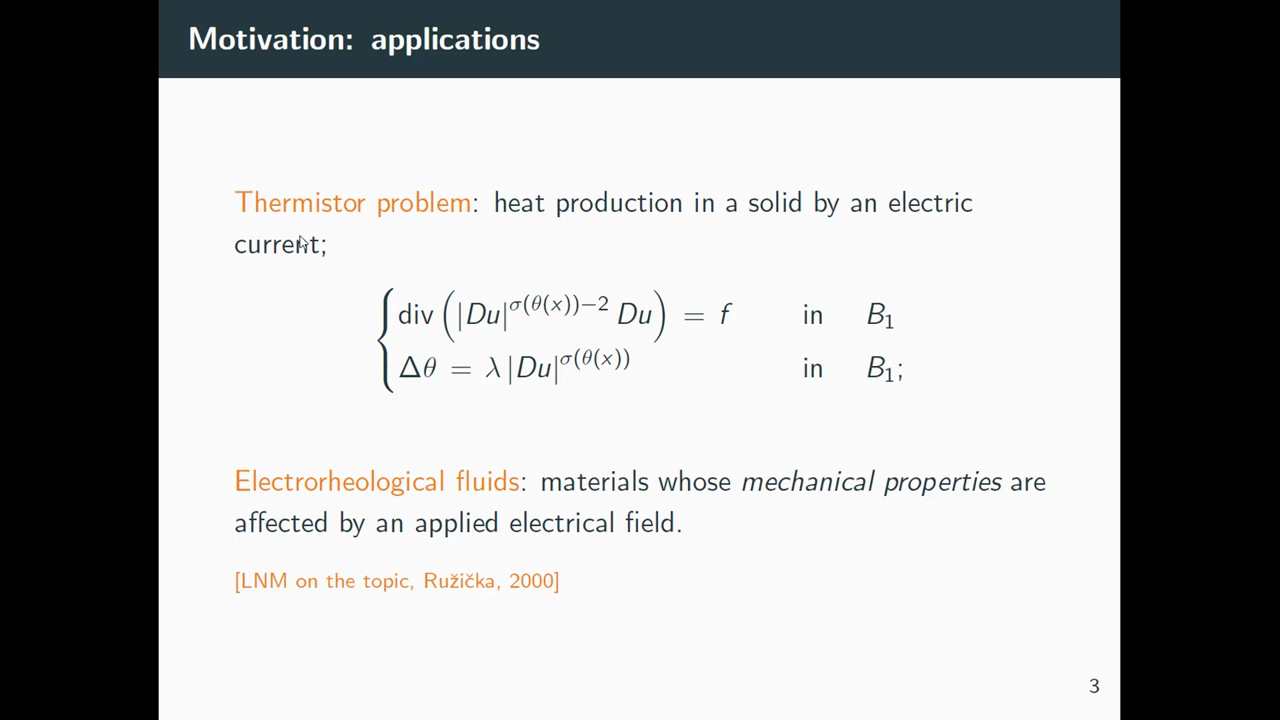 Motivation: applications
Thermistor problem: heat production in a solid by an electric
current;
div (|Du|^{σ(θ(x))−2} Du) = f in B₁
Δθ = λ |Du|^{σ(θ(x))} in B₁;
Electrorheological fluids: materials whose mechanical properties are
affected by an applied electrical field.
[LNM on the topic, Ružička, 2000]
3